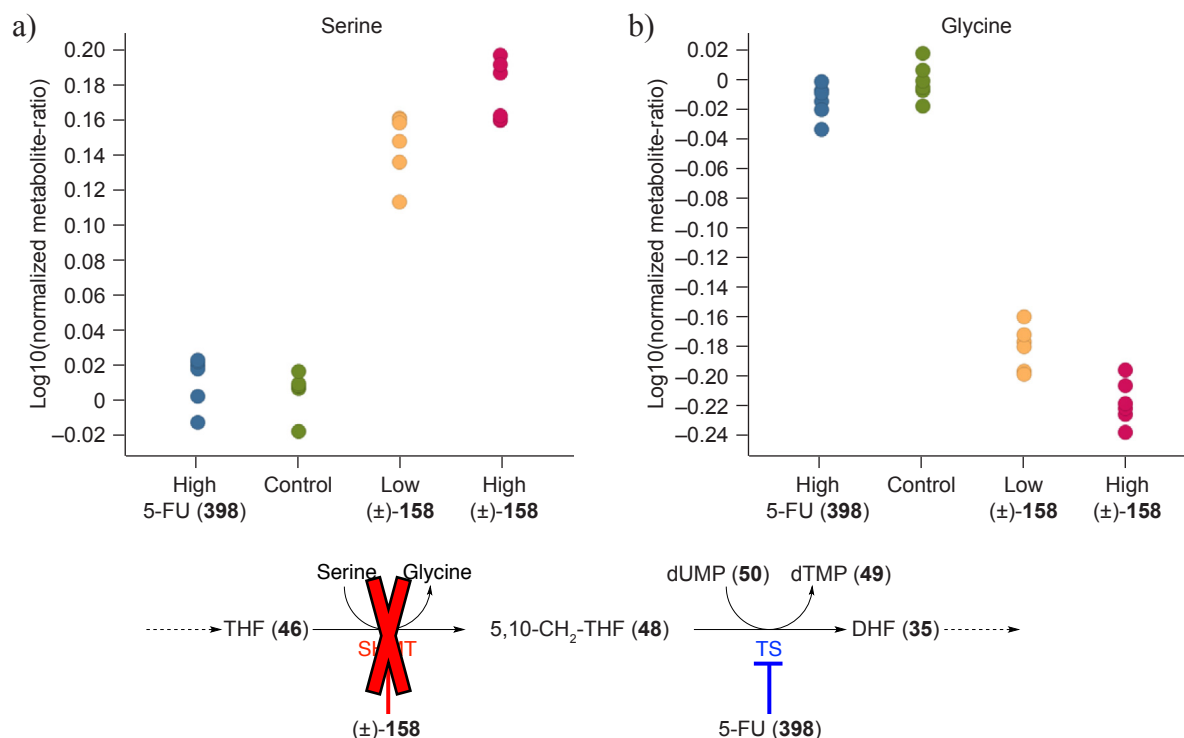 a)
Serine
Log10(normalized metabolite-ratio)
0.20
0.18
0.16
0.14
0.12
0.10
0.08
0.06
0.04
0.02
0
–0.02
High
5-FU (398)
Control
Low
(±)-158
High
(±)-158
b)
Glycine
Log10(normalized metabolite-ratio)
0.02
0
–0.02
–0.04
–0.06
–0.08
–0.10
–0.12
–0.14
–0.16
–0.18
–0.20
–0.22
–0.24
High
5-FU (398)
Control
Low
(±)-158
High
(±)-158
Serine Glycine
dUMP (50) dTMP (49)
THF (46) 5,10-CH₂-THF (48) DHF (35)
TS
(±)-158
5-FU (398)